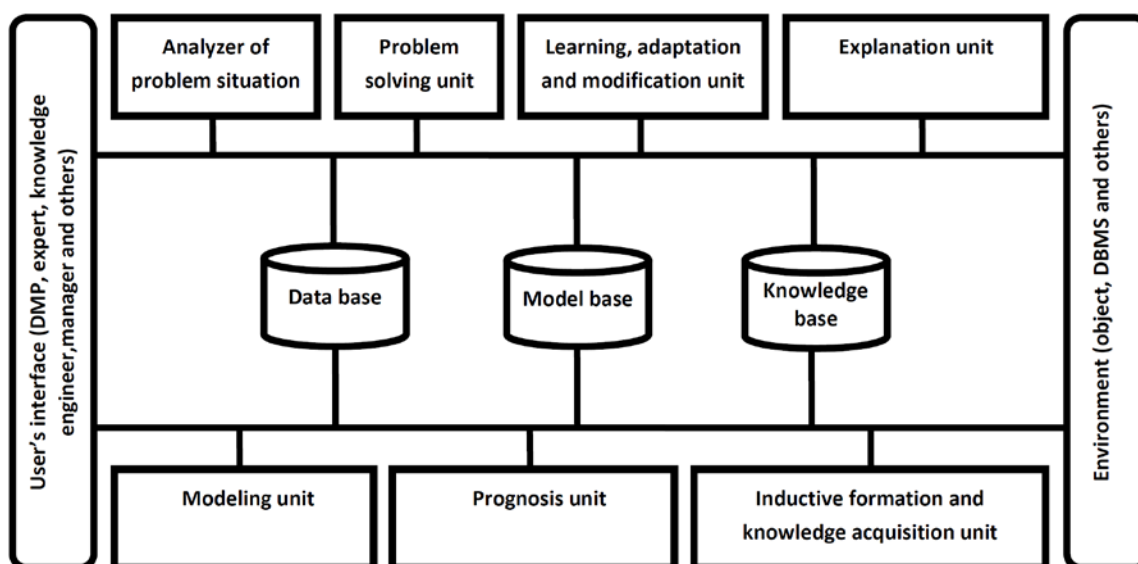 User's interface (DMP, expert, knowledge
engineer,manager and others)
Analyzer of
problem situation
Problem
solving unit
Learning, adaptation
and modification unit
Explanation unit
Data base
Model base
Knowledge
base
Modeling unit
Prognosis unit
Inductive formation and
knowledge acquisition unit
Environment (object, DBMS and others)